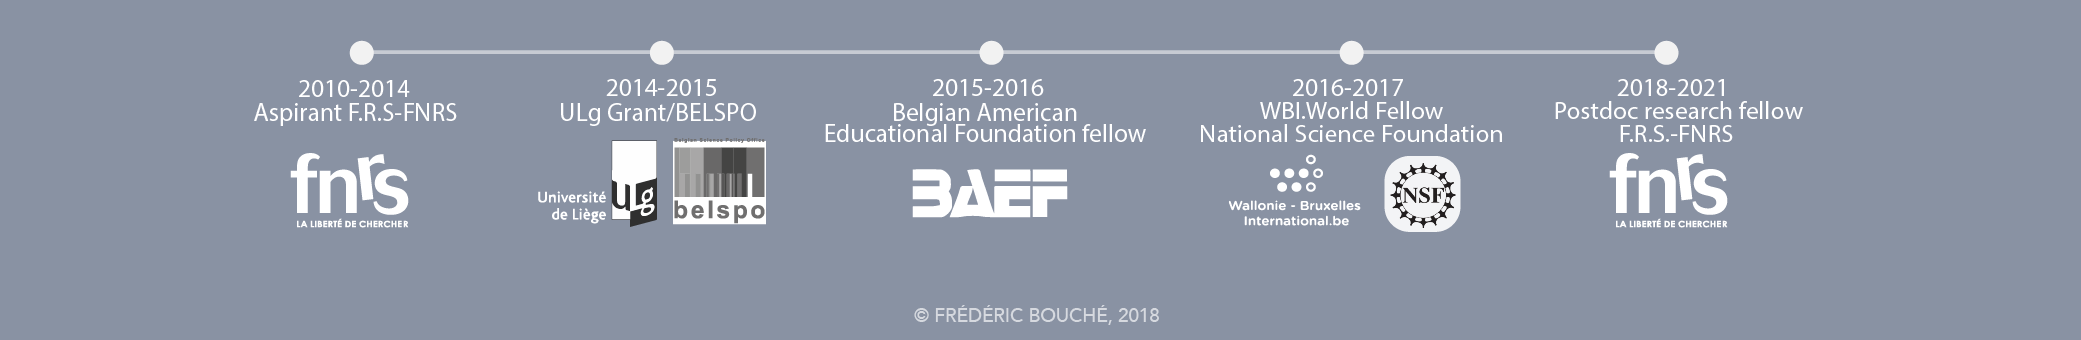 2010-2014
Aspirant F.R.S-FNRS
fnrs
LA LIBERTÉ DE CHERCHER
2014-2015
ULg Grant/BELSPO
Université
de Liège
ULg
Belgian Science Policy Office
belspo
2015-2016
Belgian American
Educational Foundation fellow
BAEF
2016-2017
WBI.World Fellow
National Science Foundation
Wallonie - Bruxelles
International.be
NSF
2018-2021
Postdoc research fellow
F.R.S.-FNRS
fnrs
LA LIBERTÉ DE CHERCHER
© FRÉDÉRIC BOUCHÉ, 2018